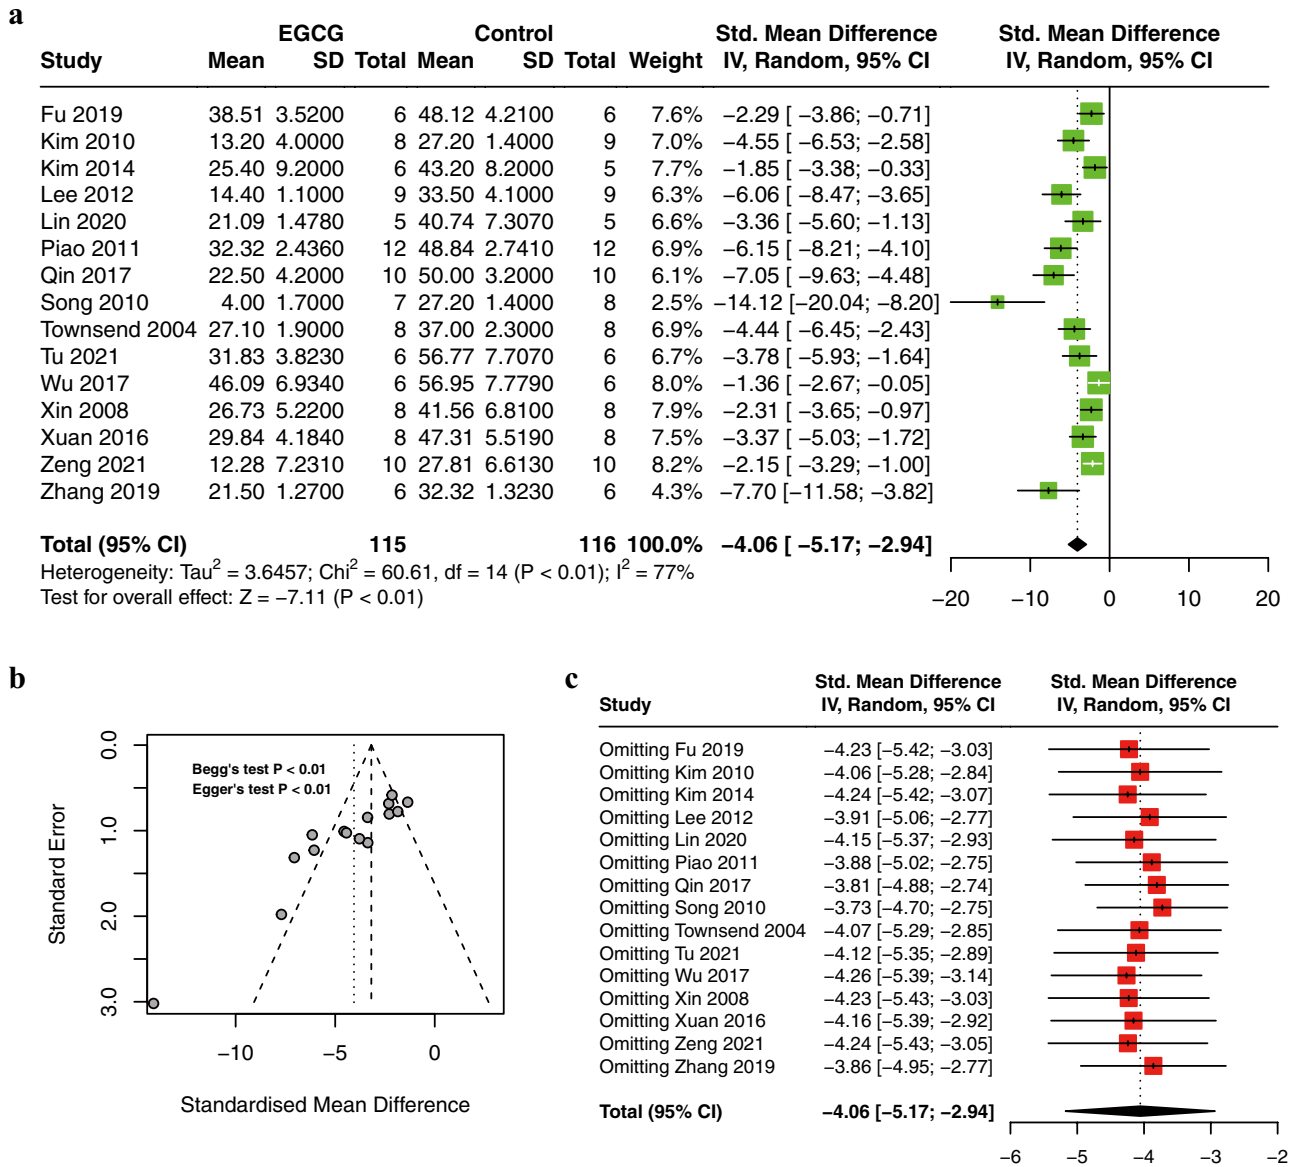 a
EGCG Control Std. Mean Difference Std. Mean Difference
Study Mean SD Total Mean SD Total Weight IV, Random, 95% CI IV, Random, 95% CI
Fu 2019 38.51 3.5200 6 48.12 4.2100 6 7.6% −2.29 [ −3.86; −0.71]
Kim 2010 13.20 4.0000 8 27.20 1.4000 9 7.0% −4.55 [ −6.53; −2.58]
Kim 2014 25.40 9.2000 6 43.20 8.2000 5 7.7% −1.85 [ −3.38; −0.33]
Lee 2012 14.40 1.1000 9 33.50 4.1000 9 6.3% −6.06 [ −8.47; −3.65]
Lin 2020 21.09 1.4780 5 40.74 7.3070 5 6.6% −3.36 [ −5.60; −1.13]
Piao 2011 32.32 2.4360 12 48.84 2.7410 12 6.9% −6.15 [ −8.21; −4.10]
Qin 2017 22.50 4.2000 10 50.00 3.2000 10 6.1% −7.05 [ −9.63; −4.48]
Song 2010 4.00 1.7000 7 27.20 1.4000 8 2.5% −14.12 [−20.04; −8.20]
Townsend 2004 27.10 1.9000 8 37.00 2.3000 8 6.9% −4.44 [ −6.45; −2.43]
Tu 2021 31.83 3.8230 6 56.77 7.7070 6 6.7% −3.78 [ −5.93; −1.64]
Wu 2017 46.09 6.9340 6 56.95 7.7790 6 8.0% −1.36 [ −2.67; −0.05]
Xin 2008 26.73 5.2200 8 41.56 6.8100 8 7.9% −2.31 [ −3.65; −0.97]
Xuan 2016 29.84 4.1840 8 47.31 5.5190 8 7.5% −3.37 [ −5.03; −1.72]
Zeng 2021 12.28 7.2310 10 27.81 6.6130 10 8.2% −2.15 [ −3.29; −1.00]
Zhang 2019 21.50 1.2700 6 32.32 1.3230 6 4.3% −7.70 [−11.58; −3.82]
Total (95% CI) 115 116 100.0% −4.06 [ −5.17; −2.94]
Heterogeneity: Tau² = 3.6457; Chi² = 60.61, df = 14 (P < 0.01); I² = 77%
Test for overall effect: Z = −7.11 (P < 0.01)
−20 −10 0 10 20
b
Begg's test P < 0.01
Egger's test P < 0.01
Standard Error
0.0
1.0
2.0
3.0
−10 −5 0
Standardised Mean Difference
c
Std. Mean Difference Std. Mean Difference
Study IV, Random, 95% CI IV, Random, 95% CI
Omitting Fu 2019 −4.23 [−5.42; −3.03]
Omitting Kim 2010 −4.06 [−5.28; −2.84]
Omitting Kim 2014 −4.24 [−5.42; −3.07]
Omitting Lee 2012 −3.91 [−5.06; −2.77]
Omitting Lin 2020 −4.15 [−5.37; −2.93]
Omitting Piao 2011 −3.88 [−5.02; −2.75]
Omitting Qin 2017 −3.81 [−4.88; −2.74]
Omitting Song 2010 −3.73 [−4.70; −2.75]
Omitting Townsend 2004 −4.07 [−5.29; −2.85]
Omitting Tu 2021 −4.12 [−5.35; −2.89]
Omitting Wu 2017 −4.26 [−5.39; −3.14]
Omitting Xin 2008 −4.23 [−5.43; −3.03]
Omitting Xuan 2016 −4.16 [−5.39; −2.92]
Omitting Zeng 2021 −4.24 [−5.43; −3.05]
Omitting Zhang 2019 −3.86 [−4.95; −2.77]
Total (95% CI) −4.06 [−5.17; −2.94]
−6 −5 −4 −3 −2